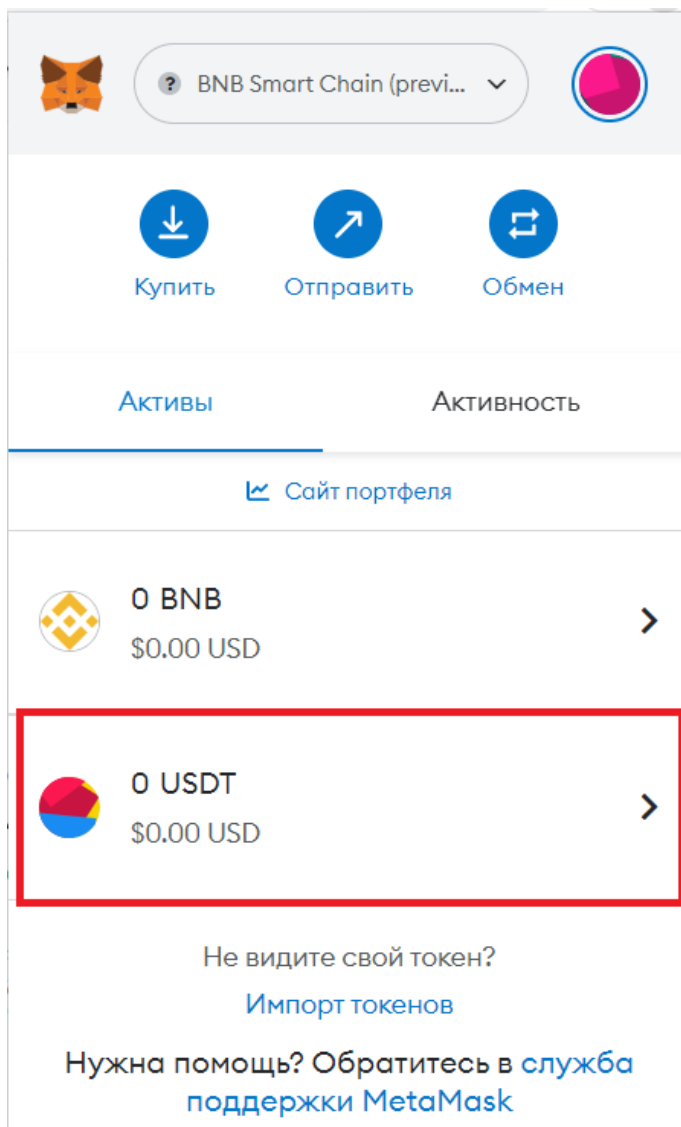 BNB Smart Chain (previ...
Купить Отправить Обмен
Активы Активность
Сайт портфеля
0 BNB
$0.00 USD
0 USDT
$0.00 USD
Не видите свой токен?
Импорт токенов
Нужна помощь? Обратитесь в служба
поддержки MetaMask